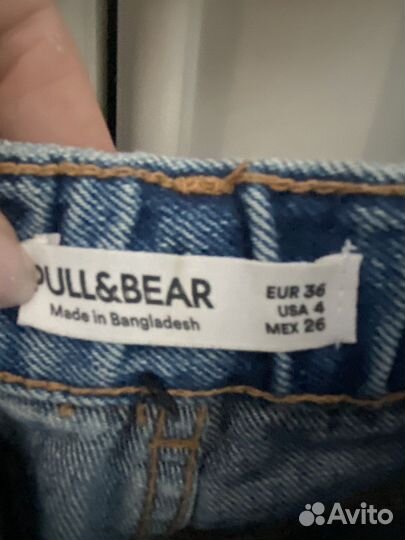 PULL&BEAR
Made in Bangladesh
EUR 36
USA 4
MEX 26
Avito